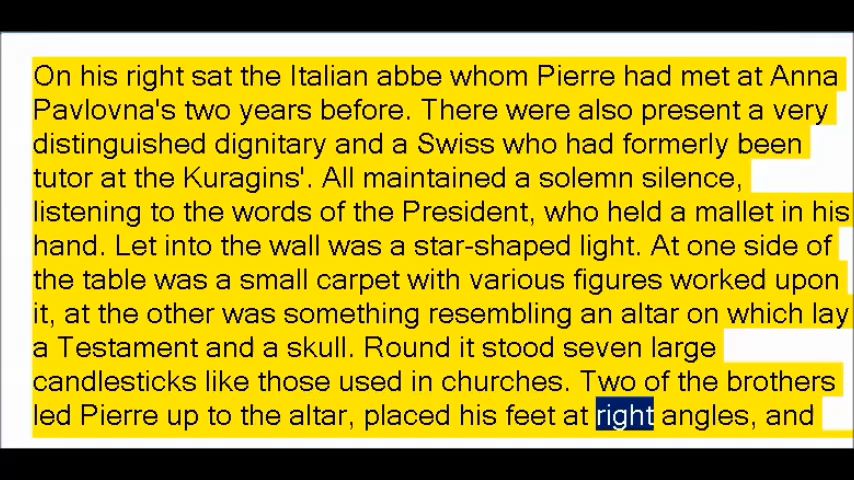 On his right sat the Italian abbe whom Pierre had met at Anna
Pavlovna's two years before. There were also present a very
distinguished dignitary and a Swiss who had formerly been
tutor at the Kuragins'. All maintained a solemn silence,
listening to the words of the President, who held a mallet in his
hand. Let into the wall was a star-shaped light. At one side of
the table was a small carpet with various figures worked upon
it, at the other was something resembling an altar on which lay
a Testament and a skull. Round it stood seven large
candlesticks like those used in churches. Two of the brothers
led Pierre up to the altar, placed his feet at right angles, and